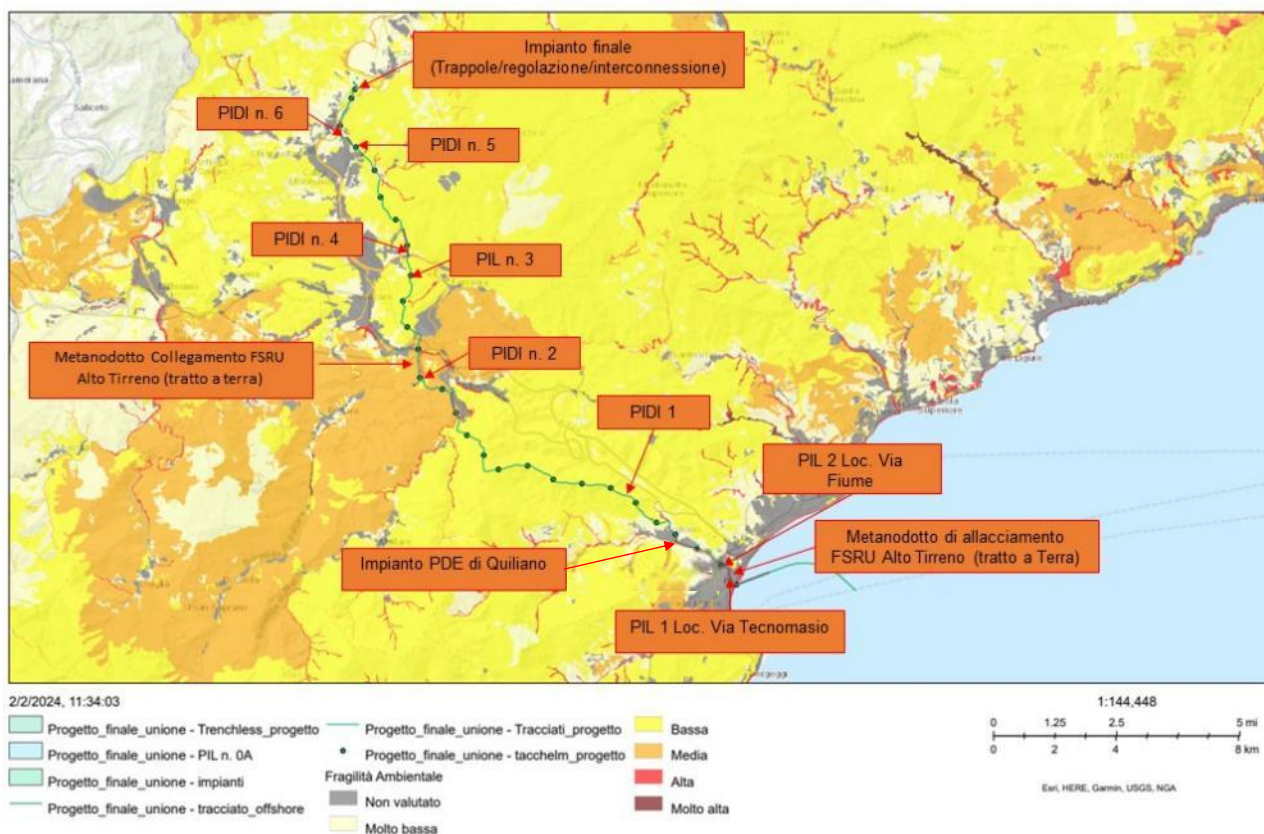 Impianto finale
(Trappole/regolazione/interconnessione)
Saliceto
PIDI n. 6
PIDI n. 5
PIDI n. 4
PIL n. 3
Metanodotto Collegamento FSRU
Alto Tirreno (tratto a terra)
PIDI n. 2
PIDI 1
PIL 2 Loc. Via
Fiume
Impianto PDE di Quiliano
Metanodotto di allacciamento
FSRU Alto Tirreno (tratto a Terra)
PIL 1 Loc. Via Tecnomasio
2/2/2024, 11:34:03
1:144,448
Progetto_finale_unione - Trenchless_progetto
Progetto_finale_unione - PIL n. 0A
Progetto_finale_unione - impianti
Progetto_finale_unione - tracciato_offshore
Progetto_finale_unione - Tracciati_progetto
Progetto_finale_unione - tacchelm_progetto
Fragilità Ambientale
Non valutato
Molto bassa
Bassa
Media
Alta
Molto alta
0 1.25 2.5 5 mi
0 2 4 8 km
Esri, HERE, Garmin, USGS, NGA